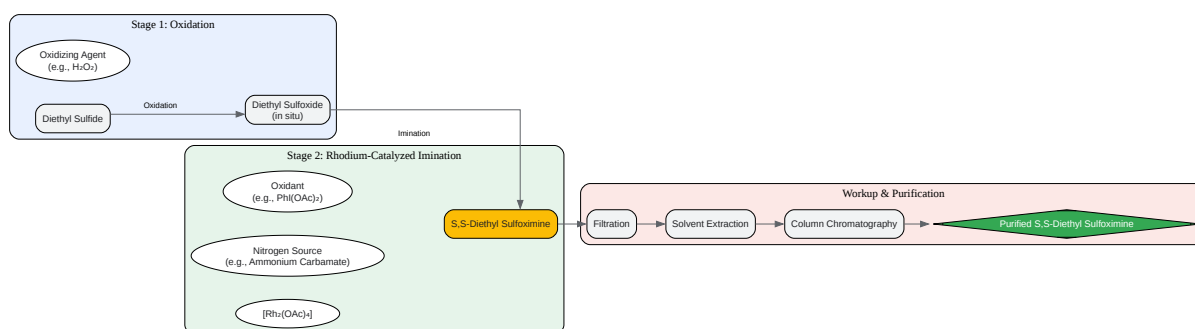 Stage 1: Oxidation
Oxidizing Agent
(e.g., H₂O₂)
Diethyl Sulfide
Oxidation
Diethyl Sulfoxide
(in situ)
Imination
Stage 2: Rhodium-Catalyzed Imination
Oxidant
(e.g., PhI(OAc)₂)
S,S-Diethyl Sulfoximine
Nitrogen Source
(e.g., Ammonium Carbamate)
[Rh₂(OAc)₄]
Workup & Purification
Filtration
Solvent Extraction
Column Chromatography
Purified S,S-Diethyl Sulfoximine